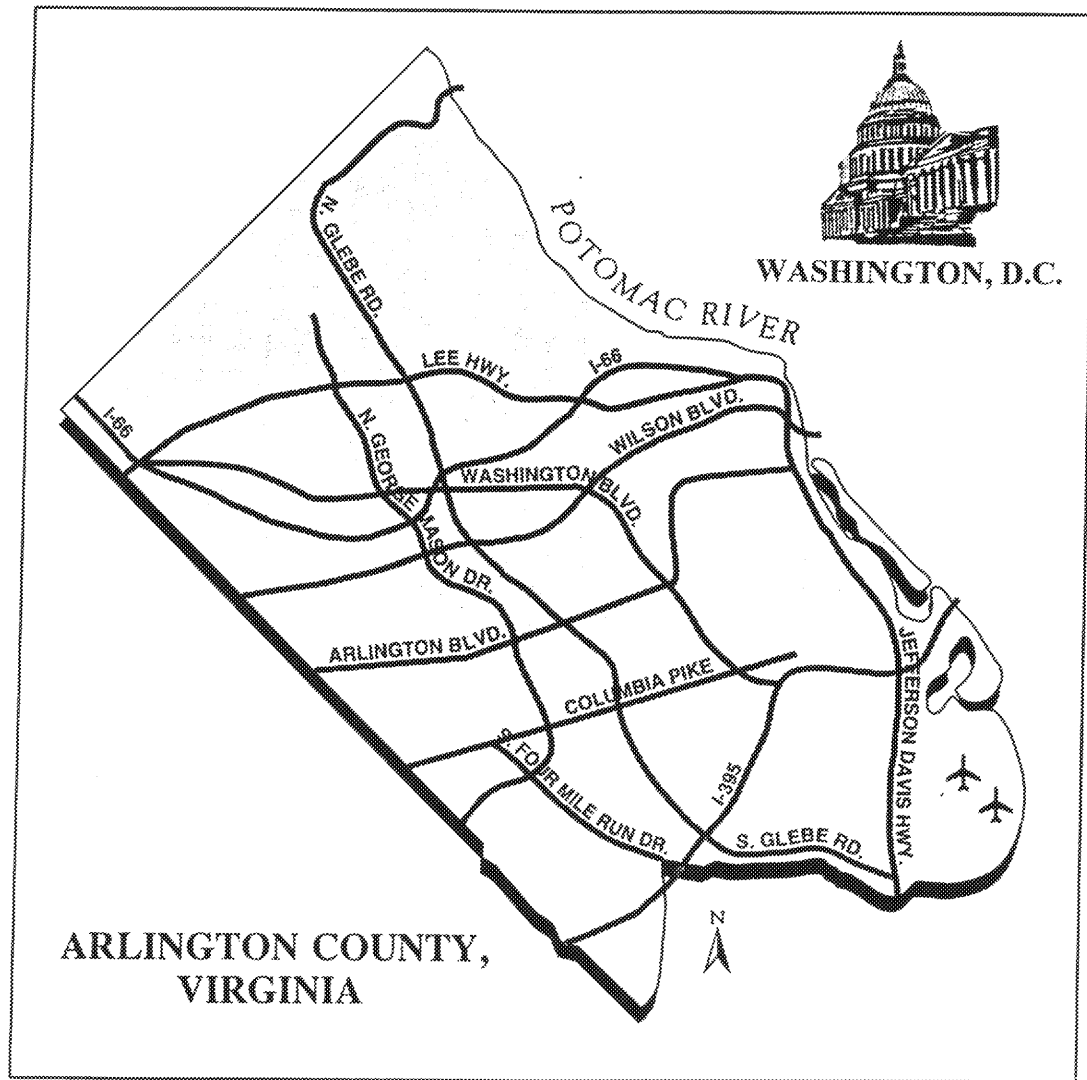 WASHINGTON, D.C.
POTOMAC RIVER
N. GLEBE RD.
LEE HWY.
I-66
I-66
WILSON BLVD.
N. GEORGE MASON DR.
WASHINGTON BLVD.
ARLINGTON BLVD.
COLUMBIA PIKE
JEFFERSON DAVIS HWY.
S. FOUR MILE RUN DR.
I-395
S. GLEBE RD.
N
ARLINGTON COUNTY,
VIRGINIA